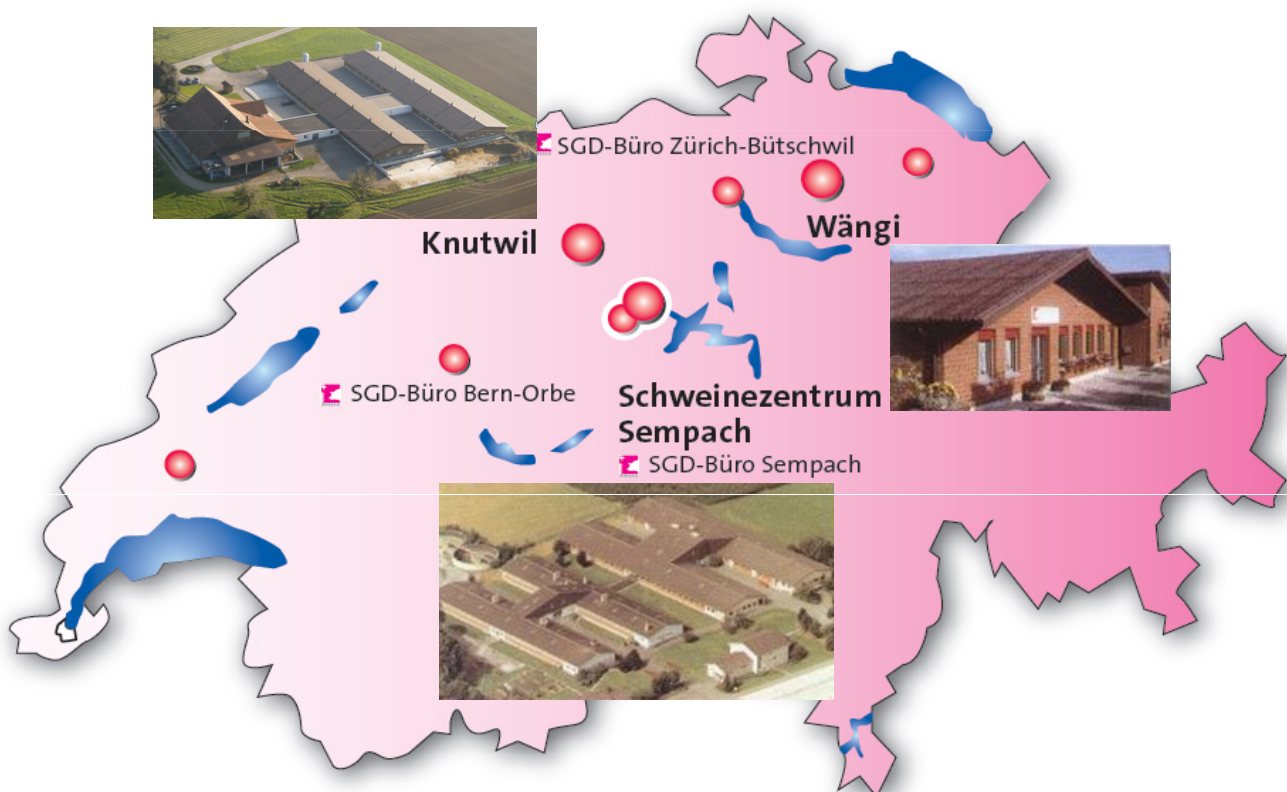 SGD-Büro Zürich-Bütschwil
Wängi
Knutwil
SGD-Büro Bern-Orbe
Schweinezentrum
Sempach
SGD-Büro Sempach